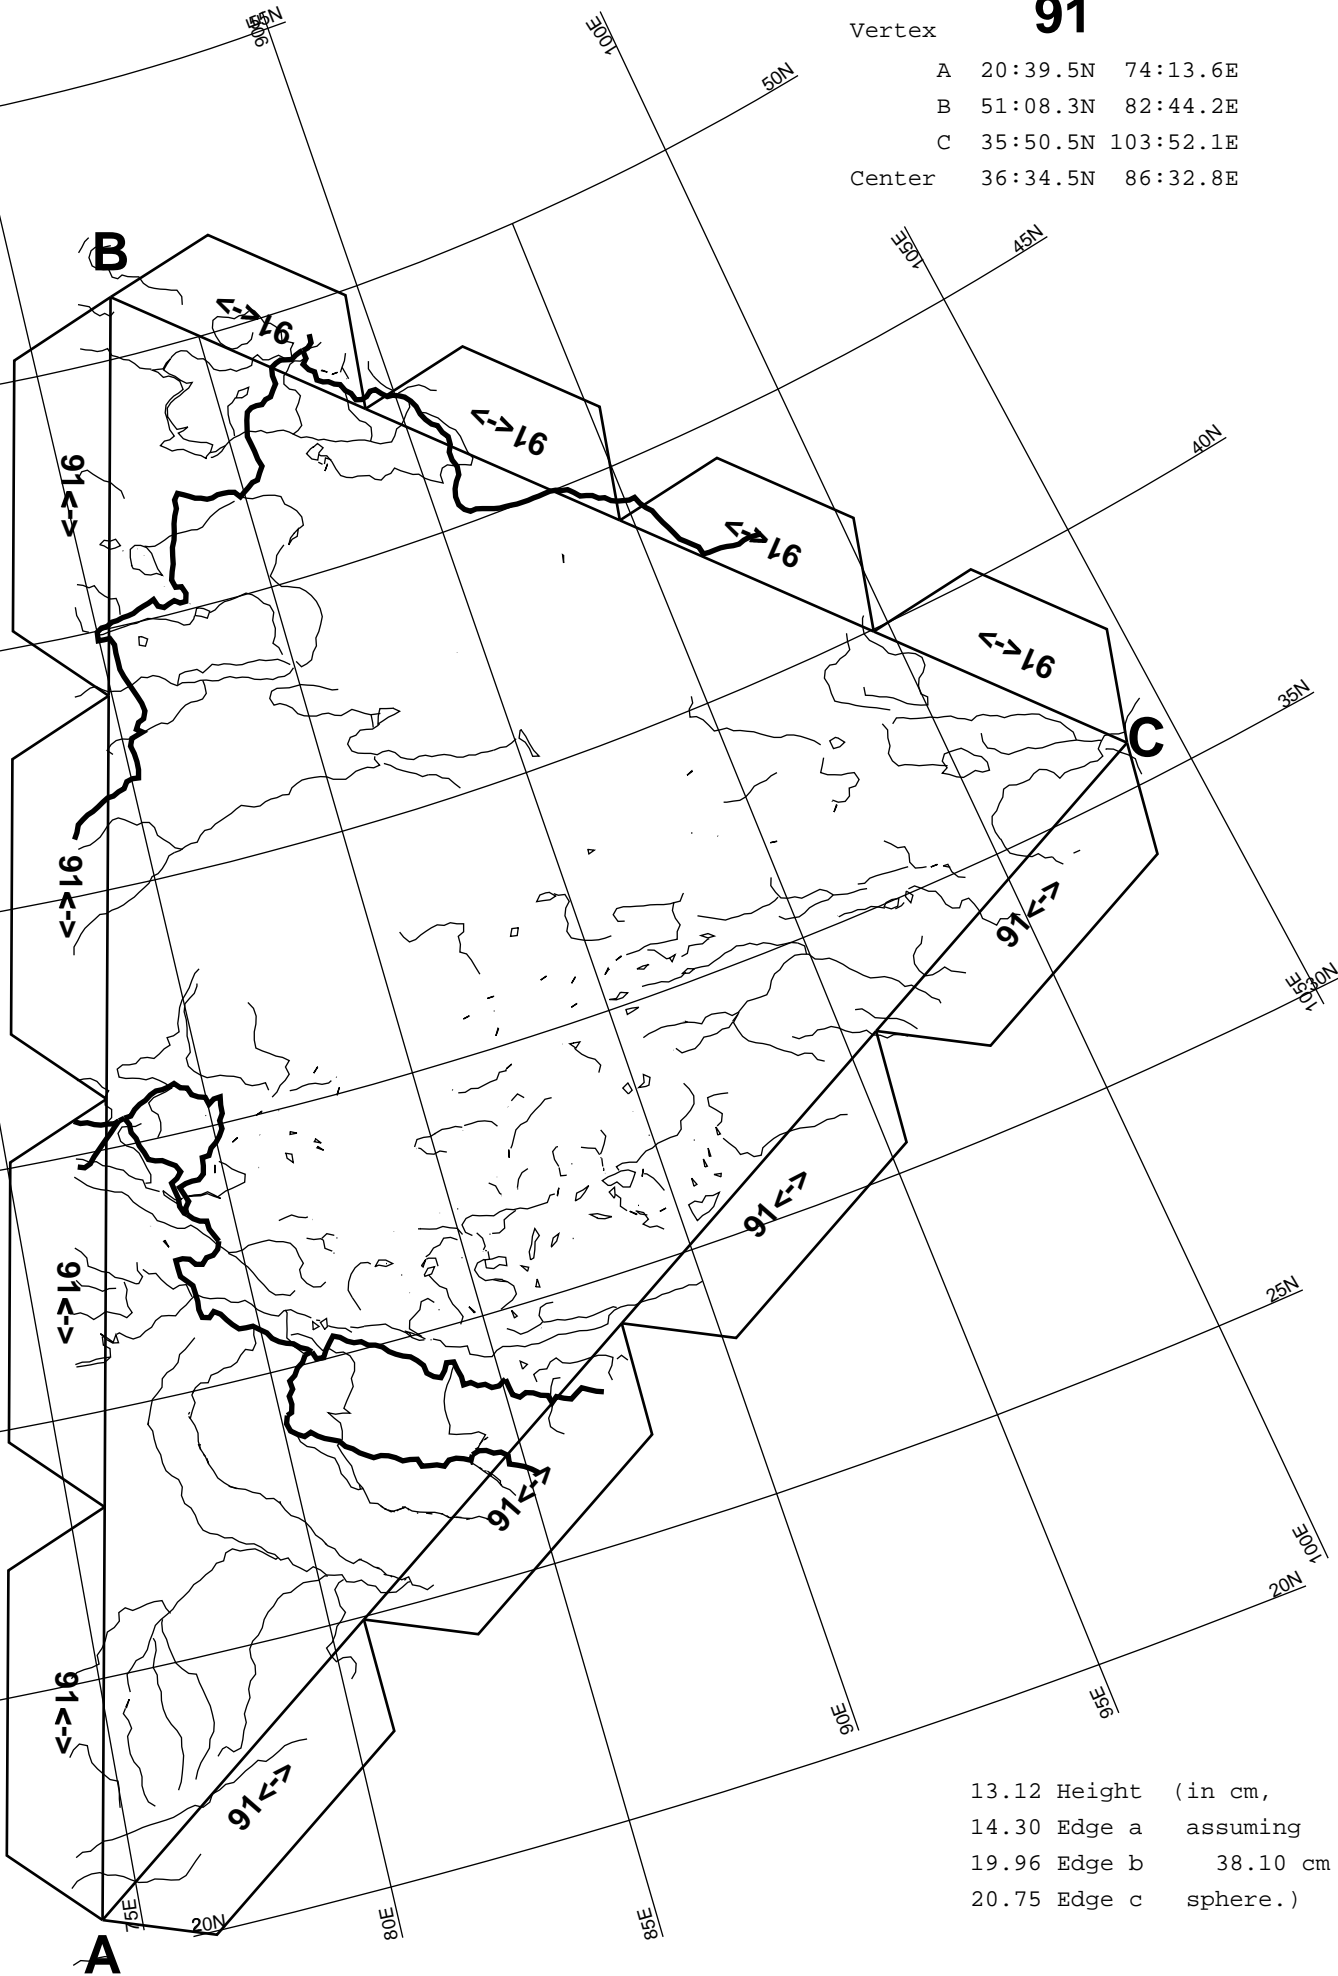 91
Vertex
A 20:39.5N 74:13.6E
B 51:08.3N 82:44.2E
C 35:50.5N 103:52.1E
Center 36:34.5N 86:32.8E
55N
90E
100E
50N
105E
45N
B
91<->
91<->
40N
91<->
91<->
91<->
91<->
35N
C
91<->
91<->
105E
30N
91<->
91<->
25N
91<->
100E
20N
91<->
95E
90E
91<->
75E
20N
80E
85E
A
13.12 Height (in cm,
14.30 Edge a assuming
19.96 Edge b 38.10 cm
20.75 Edge c sphere.)